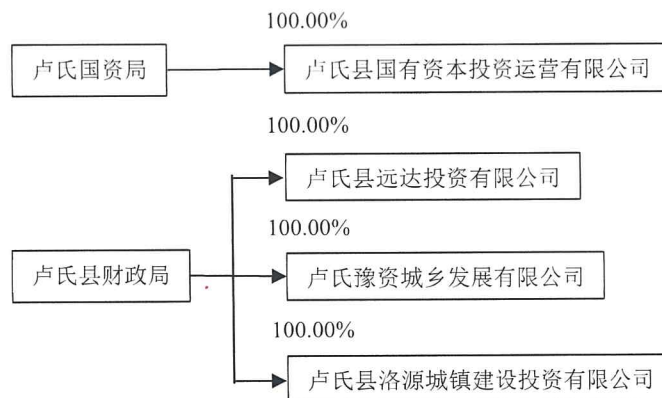 100.00%
卢氏国资局
卢氏县国有资本投资运营有限公司
100.00%
卢氏县远达投资有限公司
100.00%
卢氏县财政局
卢氏豫资城乡发展有限公司
100.00%
卢氏县洛源城镇建设投资有限公司